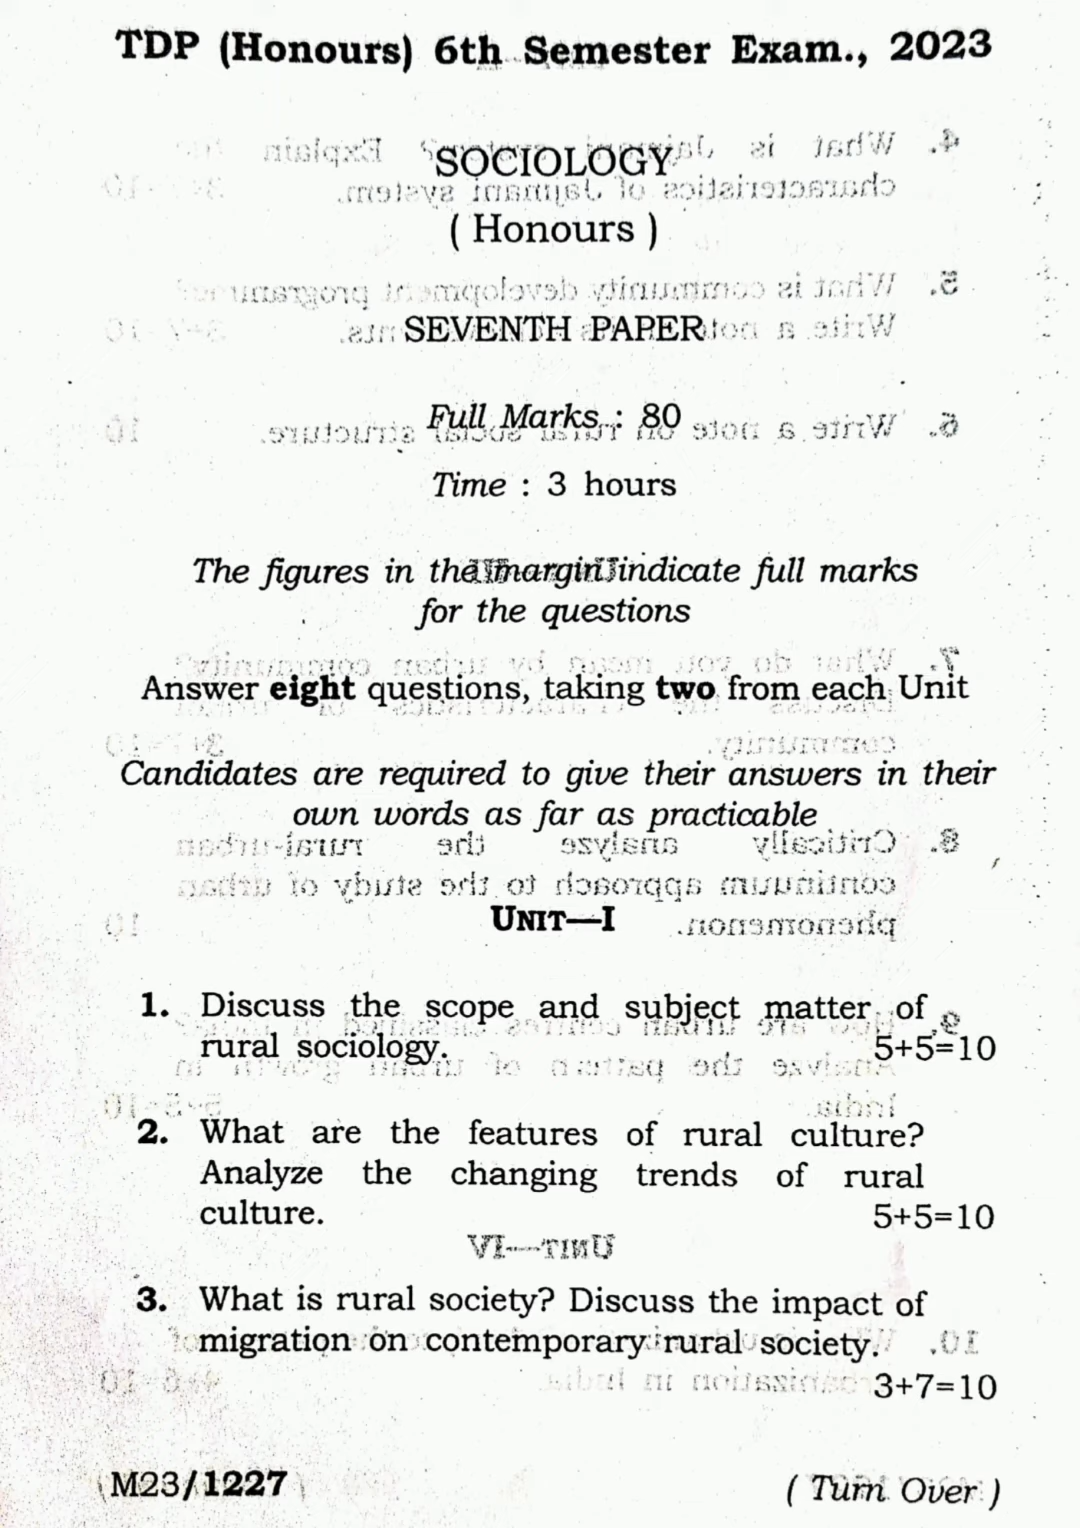 TDP (Honours) 6th Semester Exam., 2023
SOCIOLOGY
( Honours )
SEVENTH PAPER
Full Marks : 80
Time : 3 hours
The figures in the margin indicate full marks
for the questions
Answer eight questions, taking two from each Unit
Candidates are required to give their answers in their
own words as far as practicable
UNIT—I
1. Discuss the scope and subject matter of
rural sociology. 5+5=10
2. What are the features of rural culture?
Analyze the changing trends of rural
culture. 5+5=10
3. What is rural society? Discuss the impact of
migration on contemporary rural society.
3+7=10
M23/1227 ( Turn Over )